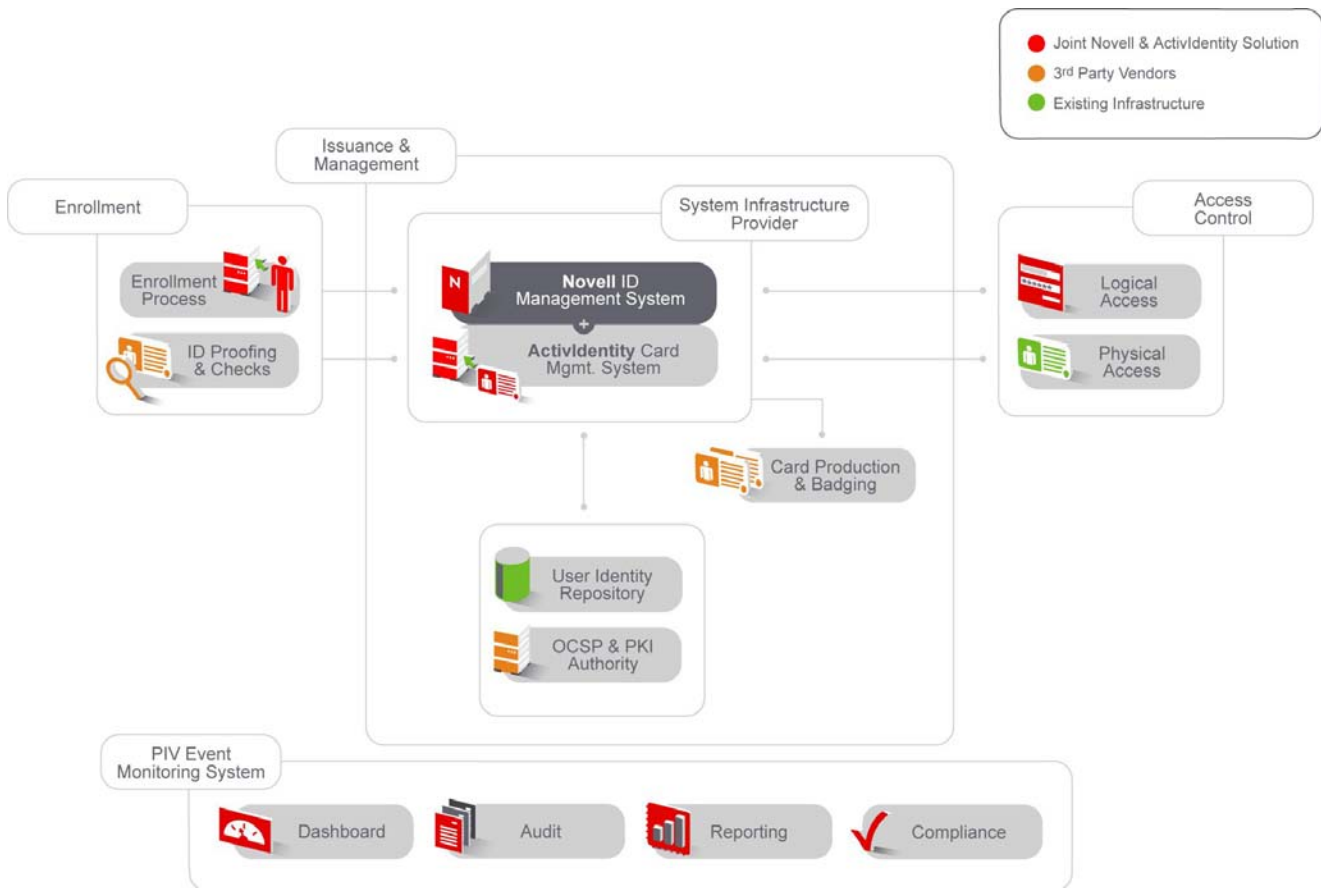 Joint Novell & ActivIdentity Solution
3rd Party Vendors
Existing Infrastructure
Issuance &
Management
Enrollment
System Infrastructure
Provider
Access
Control
Enrollment
Process
ID Proofing
& Checks
N
Novell ID
Management System
+
ActivIdentity Card
Mgmt. System
Logical
Access
Physical
Access
Card Production
& Badging
User Identity
Repository
OCSP & PKI
Authority
PIV Event
Monitoring System
Dashboard
Audit
Reporting
Compliance